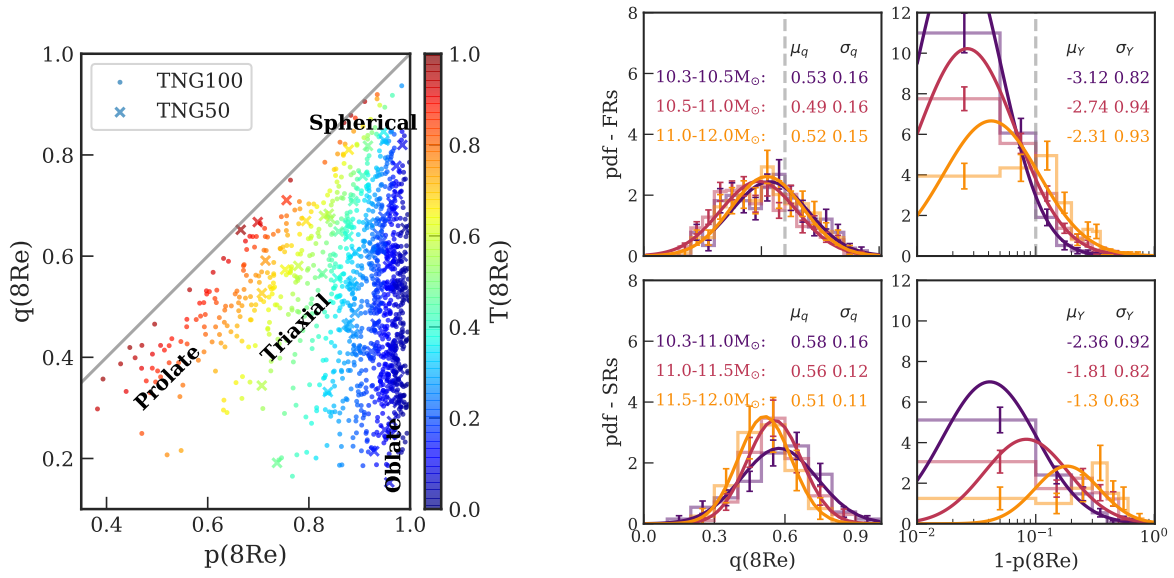 TNG100
TNG50
Spherical
Triaxial
Prolate
Oblate
q(8Re)
0.8
0.6
0.4
0.2
0.4
0.6
0.8
1.0
p(8Re)
1.0
0.8
0.6
0.4
0.2
0.0
T(8Re)
pdf - FRs
8
6
4
2
0
μq σq
10.3-10.5M⊙: 0.53 0.16
10.5-11.0M⊙: 0.49 0.16
11.0-12.0M⊙: 0.52 0.15
12
10
8
6
4
2
0
μY σY
-3.12 0.82
-2.74 0.94
-2.31 0.93
pdf - SRs
8
6
4
2
0
μq σq
10.3-11.0M⊙: 0.58 0.16
11.0-11.5M⊙: 0.56 0.12
11.5-12.0M⊙: 0.51 0.11
0.0
0.3
0.6
0.9
q(8Re)
12
10
8
6
4
2
0
μY σY
-2.36 0.92
-1.81 0.82
-1.3 0.63
10⁻²
10⁻¹
10⁰
1-p(8Re)